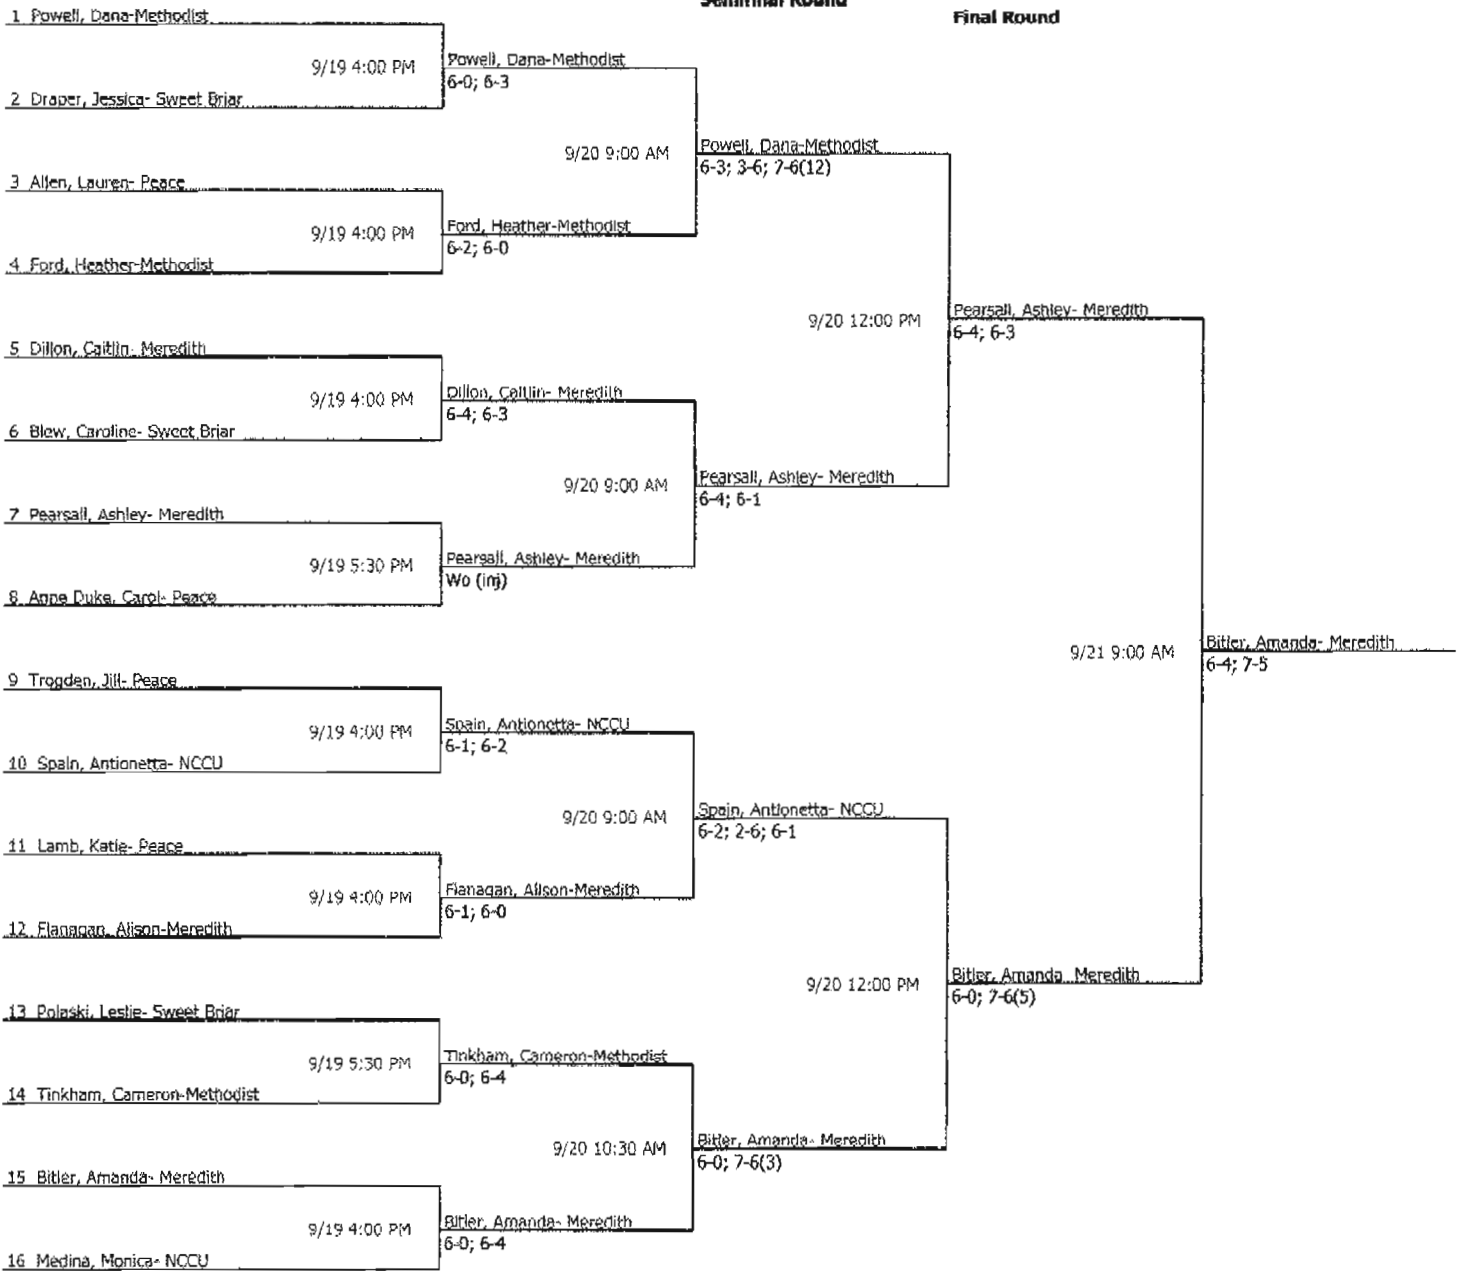 Semifinal Round
Final Round
1 Powell, Dana-Methodist
9/19 4:00 PM
Powell, Dana-Methodist
6-0; 6-3
2 Draper, Jessica- Sweet Briar
9/20 9:00 AM
Powell, Dana-Methodist
6-3; 3-6; 7-6(12)
3 Allen, Lauren- Peace
9/19 4:00 PM
Ford, Heather-Methodist
6-2; 6-0
4 Ford, Heather-Methodist
9/20 12:00 PM
Pearsall, Ashley- Meredith
6-4; 6-3
5 Dillon, Caitlin- Meredith
9/19 4:00 PM
Dillon, Caitlin- Meredith
6-4; 6-3
6 Blew, Caroline- Sweet Briar
9/20 9:00 AM
Pearsall, Ashley- Meredith
6-4; 6-1
7 Pearsall, Ashley- Meredith
9/19 5:30 PM
Pearsall, Ashley- Meredith
Wo (inj)
8 Anne Duke, Carol- Peace
9/21 9:00 AM
Bitler, Amanda- Meredith
6-4; 7-5
9 Trogden, Jill- Peace
9/19 4:00 PM
Spain, Antionetta- NCCU
6-1; 6-2
10 Spain, Antionetta- NCCU
9/20 9:00 AM
Spain, Antionetta- NCCU
6-2; 2-6; 6-1
11 Lamb, Katie- Peace
9/19 4:00 PM
Flanagan, Alison-Meredith
6-1; 6-0
12 Flanagan, Alison-Meredith
9/20 12:00 PM
Bitler, Amanda Meredith
6-0; 7-6(5)
13 Polaski, Leslie- Sweet Briar
9/19 5:30 PM
Tinkham, Cameron-Methodist
6-0; 6-4
14 Tinkham, Cameron-Methodist
9/20 10:30 AM
Bitler, Amanda- Meredith
6-0; 7-6(3)
15 Bitler, Amanda- Meredith
9/19 4:00 PM
Bitler, Amanda- Meredith
6-0; 6-4
16 Medina, Monica- NCCU